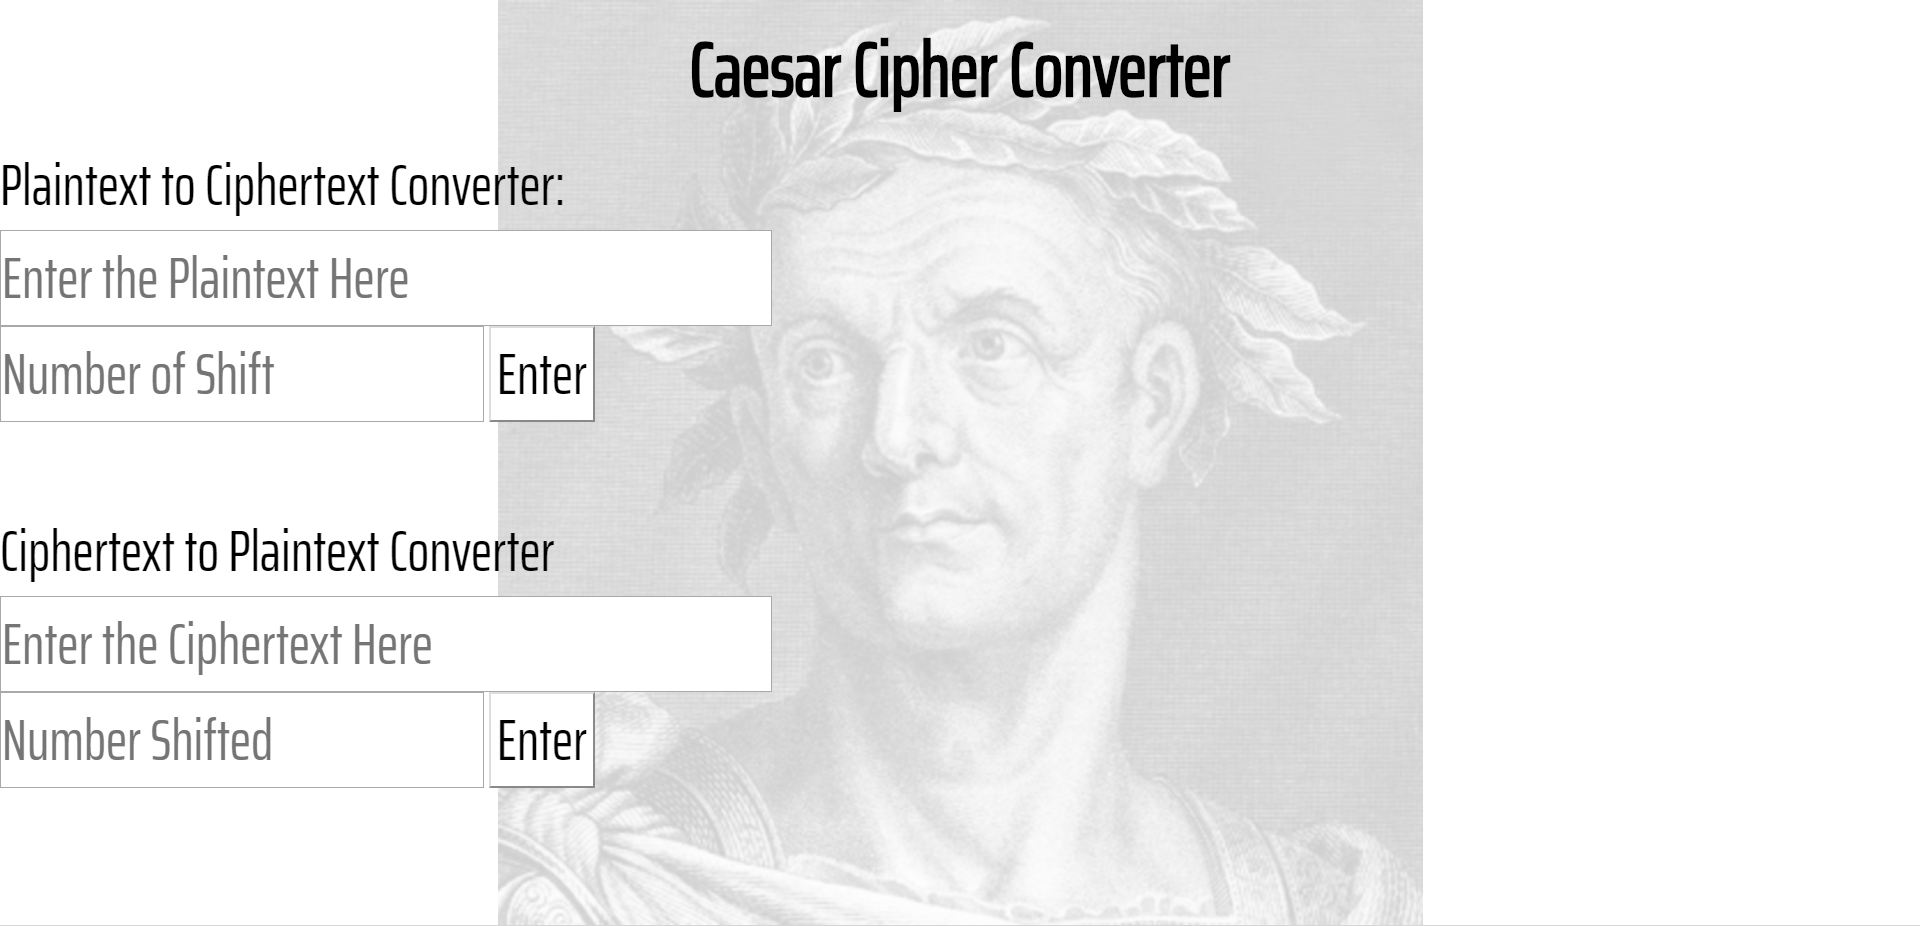 Caesar Cipher Converter
Plaintext to Ciphertext Converter:
Enter the Plaintext Here
Number of Shift Enter
Ciphertext to Plaintext Converter
Enter the Ciphertext Here
Number Shifted Enter